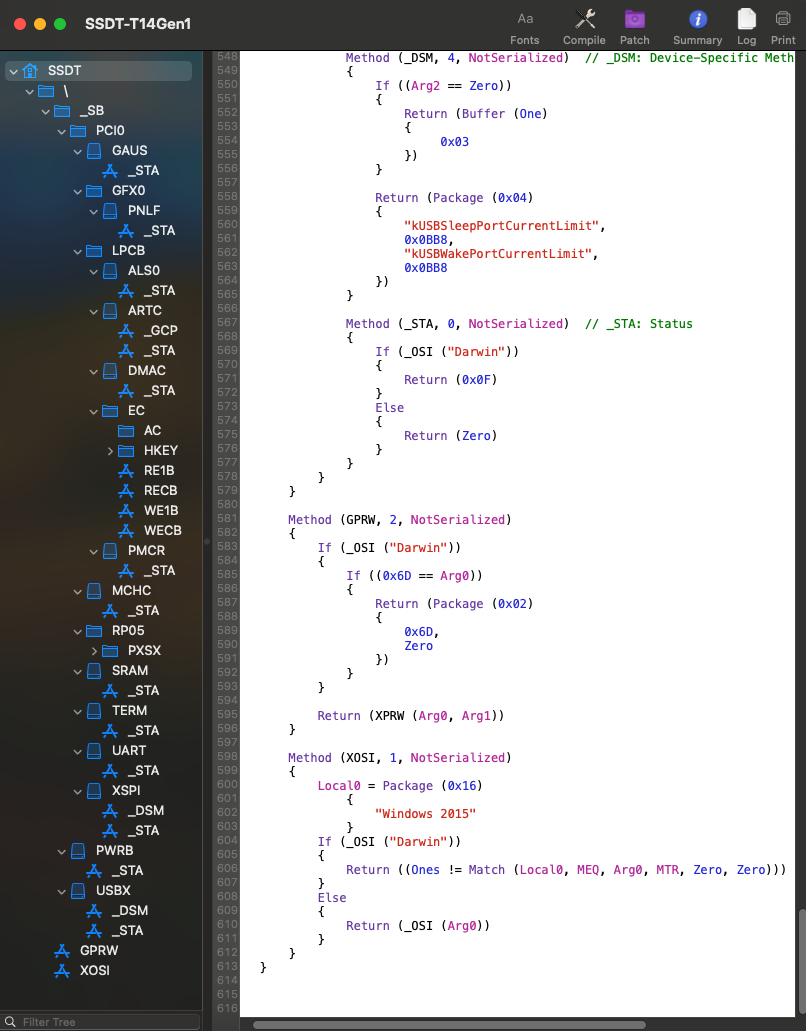 SSDT-T14Gen1
Aa
Fonts
Compile
Patch
Summary
Log
Print
SSDT
\
_SB
PCI0
GAUS
_STA
GFX0
PNLF
_STA
LPCB
ALS0
_STA
ARTC
_GCP
_STA
DMAC
_STA
EC
AC
HKEY
RE1B
RECB
WE1B
WECB
PMCR
_STA
MCHC
_STA
RP05
PXSX
SRAM
_STA
TERM
_STA
UART
_STA
XSPI
_DSM
_STA
PWRB
_STA
USBX
_DSM
_STA
GPRW
XOSI
Filter Tree
548 Method (_DSM, 4, NotSerialized)  // _DSM: Device-Specific Meth
549 {
550 If ((Arg2 == Zero))
551 {
552 Return (Buffer (One)
553 {
554 0x03
555 })
556 }
557
558 Return (Package (0x04)
559 {
560 "kUSBSleepPortCurrentLimit",
561 0x0BB8,
562 "kUSBWakePortCurrentLimit",
563 0x0BB8
564 })
565 }
566
567 Method (_STA, 0, NotSerialized)  // _STA: Status
568 {
569 If (_OSI ("Darwin"))
570 {
571 Return (0x0F)
572 }
573 Else
574 {
575 Return (Zero)
576 }
577 }
578 }
579 }
580
581 Method (GPRW, 2, NotSerialized)
582 {
583 If (_OSI ("Darwin"))
584 {
585 If ((0x6D == Arg0))
586 {
587 Return (Package (0x02)
588 {
589 0x6D,
590 Zero
591 })
592 }
593 }
594
595 Return (XPRW (Arg0, Arg1))
596 }
597
598 Method (XOSI, 1, NotSerialized)
599 {
600 Local0 = Package (0x16)
601 {
602 "Windows 2015"
603 }
604 If (_OSI ("Darwin"))
605 {
606 Return ((Ones != Match (Local0, MEQ, Arg0, MTR, Zero, Zero)))
607 }
608 Else
609 {
610 Return (_OSI (Arg0))
611 }
612 }
613 }
614
615
616